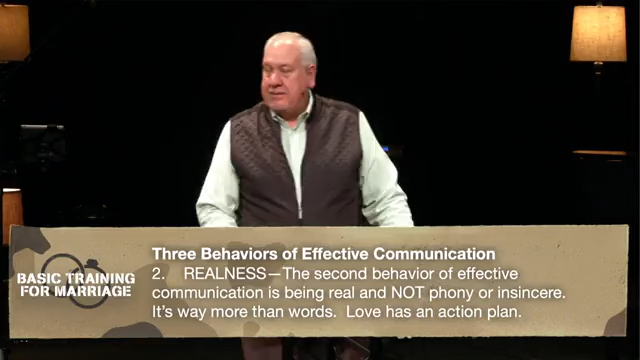 Three Behaviors of Effective Communication
2. REALNESS—The second behavior of effective
communication is being real and NOT phony or insincere.
It's way more than words. Love has an action plan.
BASIC TRAINING
FOR MARRIAGE